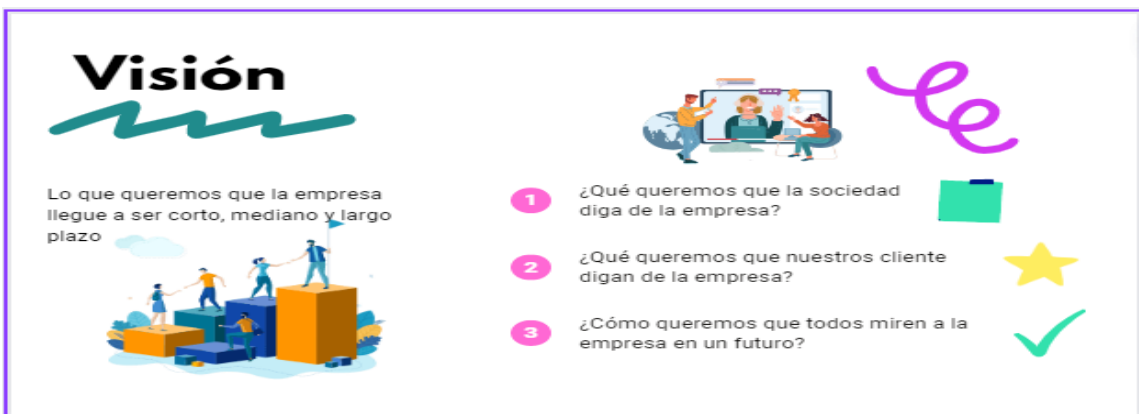 Visión
Lo que queremos que la empresa
llegue a ser corto, mediano y largo
plazo
1
¿Qué queremos que la sociedad
diga de la empresa?
2
¿Qué queremos que nuestros cliente
digan de la empresa?
3
¿Cómo queremos que todos miren a la
empresa en un futuro?